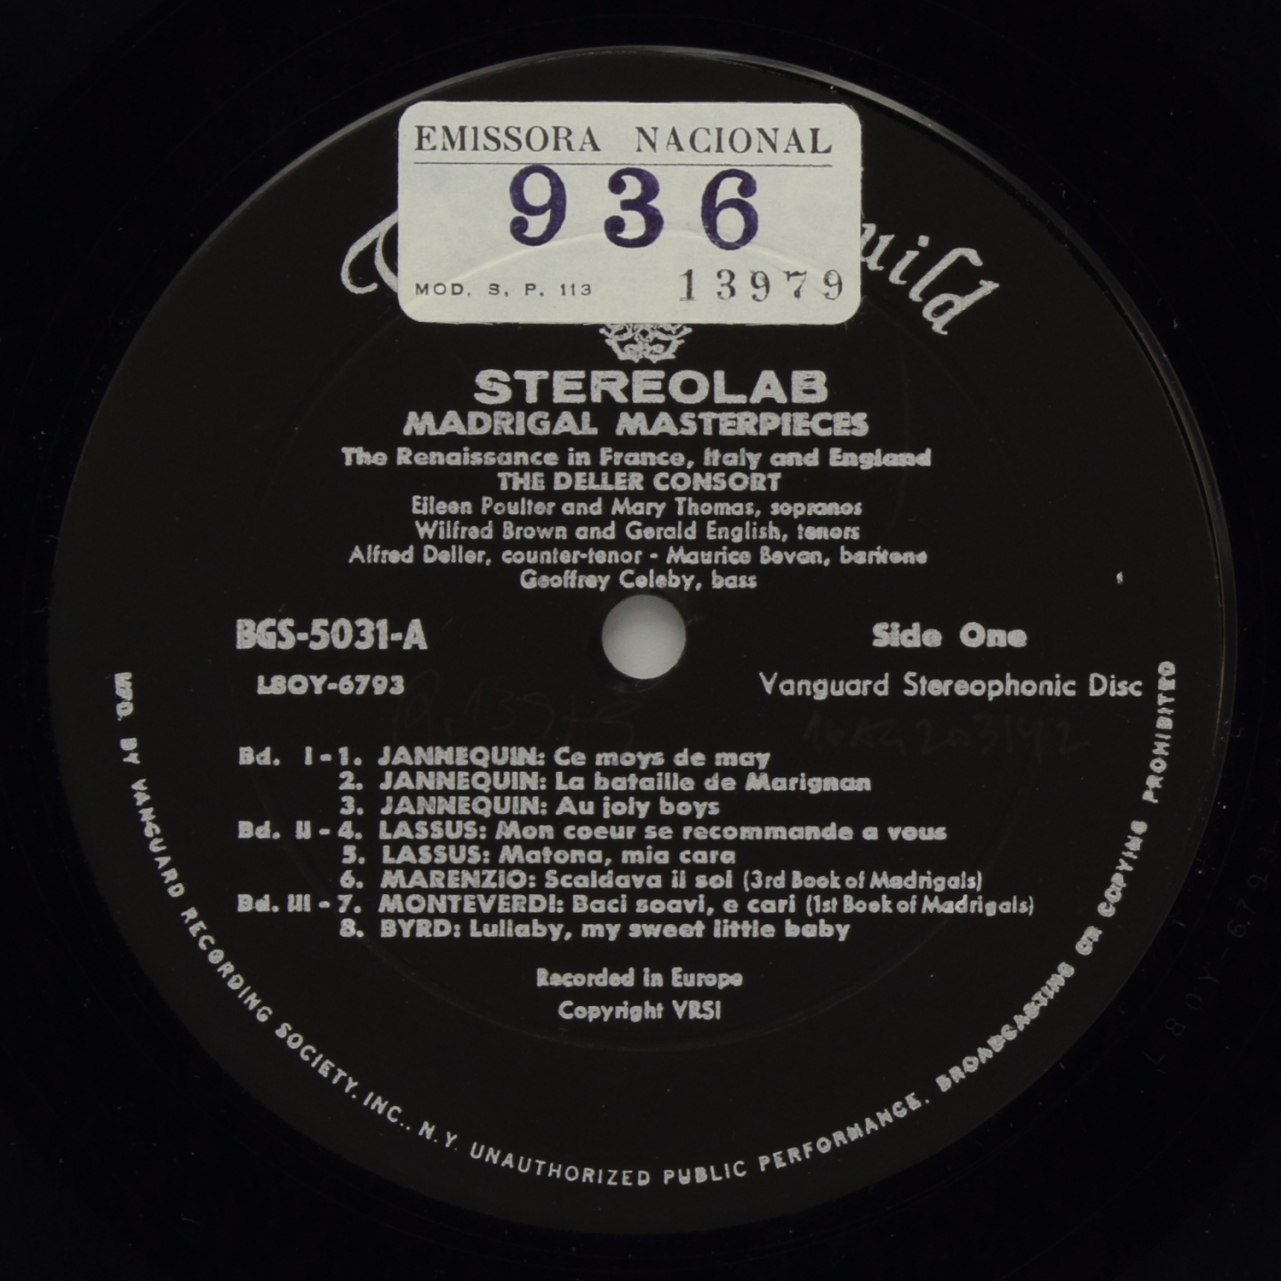 EMISSORA NACIONAL
936
MOD. S. P. 113 13979
STEREOLAB
MADRIGAL MASTERPIECES
The Renaissance in France, Italy and England
THE DELLER CONSORT
Eileen Poulter and Mary Thomas, sopranos
Wilfred Brown and Gerald English, tenors
Alfred Deller, counter-tenor - Maurice Bevan, baritone
Geoffrey Coleby, bass
BGS-5031-A Side One
L8OY-6793 Vanguard Stereophonic Disc
Bd. I - 1. JANNEQUIN: Ce moys de may
2. JANNEQUIN: La bataille de Marignan
3. JANNEQUIN: Au joly boys
Bd. II - 4. LASSUS: Mon coeur se recommande a vous
5. LASSUS: Matona, mia cara
6. MARENZIO: Scaldava il sol (3rd Book of Madrigals)
Bd. III - 7. MONTEVERDI: Baci soavi, e cari (1st Book of Madrigals)
8. BYRD: Lullaby, my sweet little baby
Recorded in Europe
Copyright VRSI
MFG. BY VANGUARD RECORDING SOCIETY, INC., N.Y. UNAUTHORIZED PUBLIC PERFORMANCE, BROADCASTING OR COPYING PROHIBITED